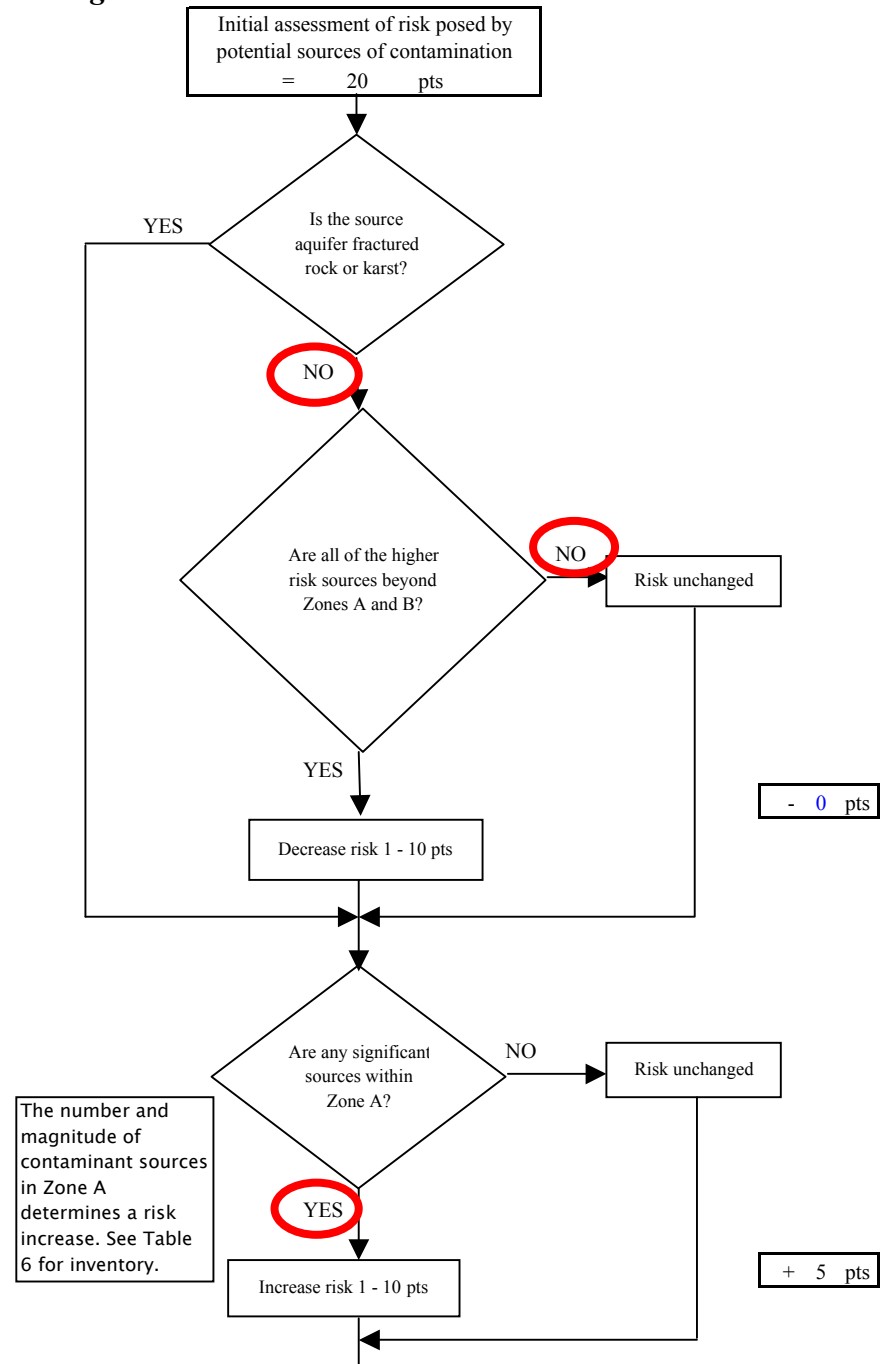 Initial assessment of risk posed by
potential sources of contamination
= 20 pts
YES
Is the source
aquifer fractured
rock or karst?
NO
Are all of the higher
risk sources beyond
Zones A and B?
NO
Risk unchanged
YES
- 0 pts
Decrease risk 1 - 10 pts
Are any significant
sources within
Zone A?
NO
Risk unchanged
The number and
magnitude of
contaminant sources
in Zone A
determines a risk
increase. See Table
6 for inventory.
YES
Increase risk 1 - 10 pts
+ 5 pts